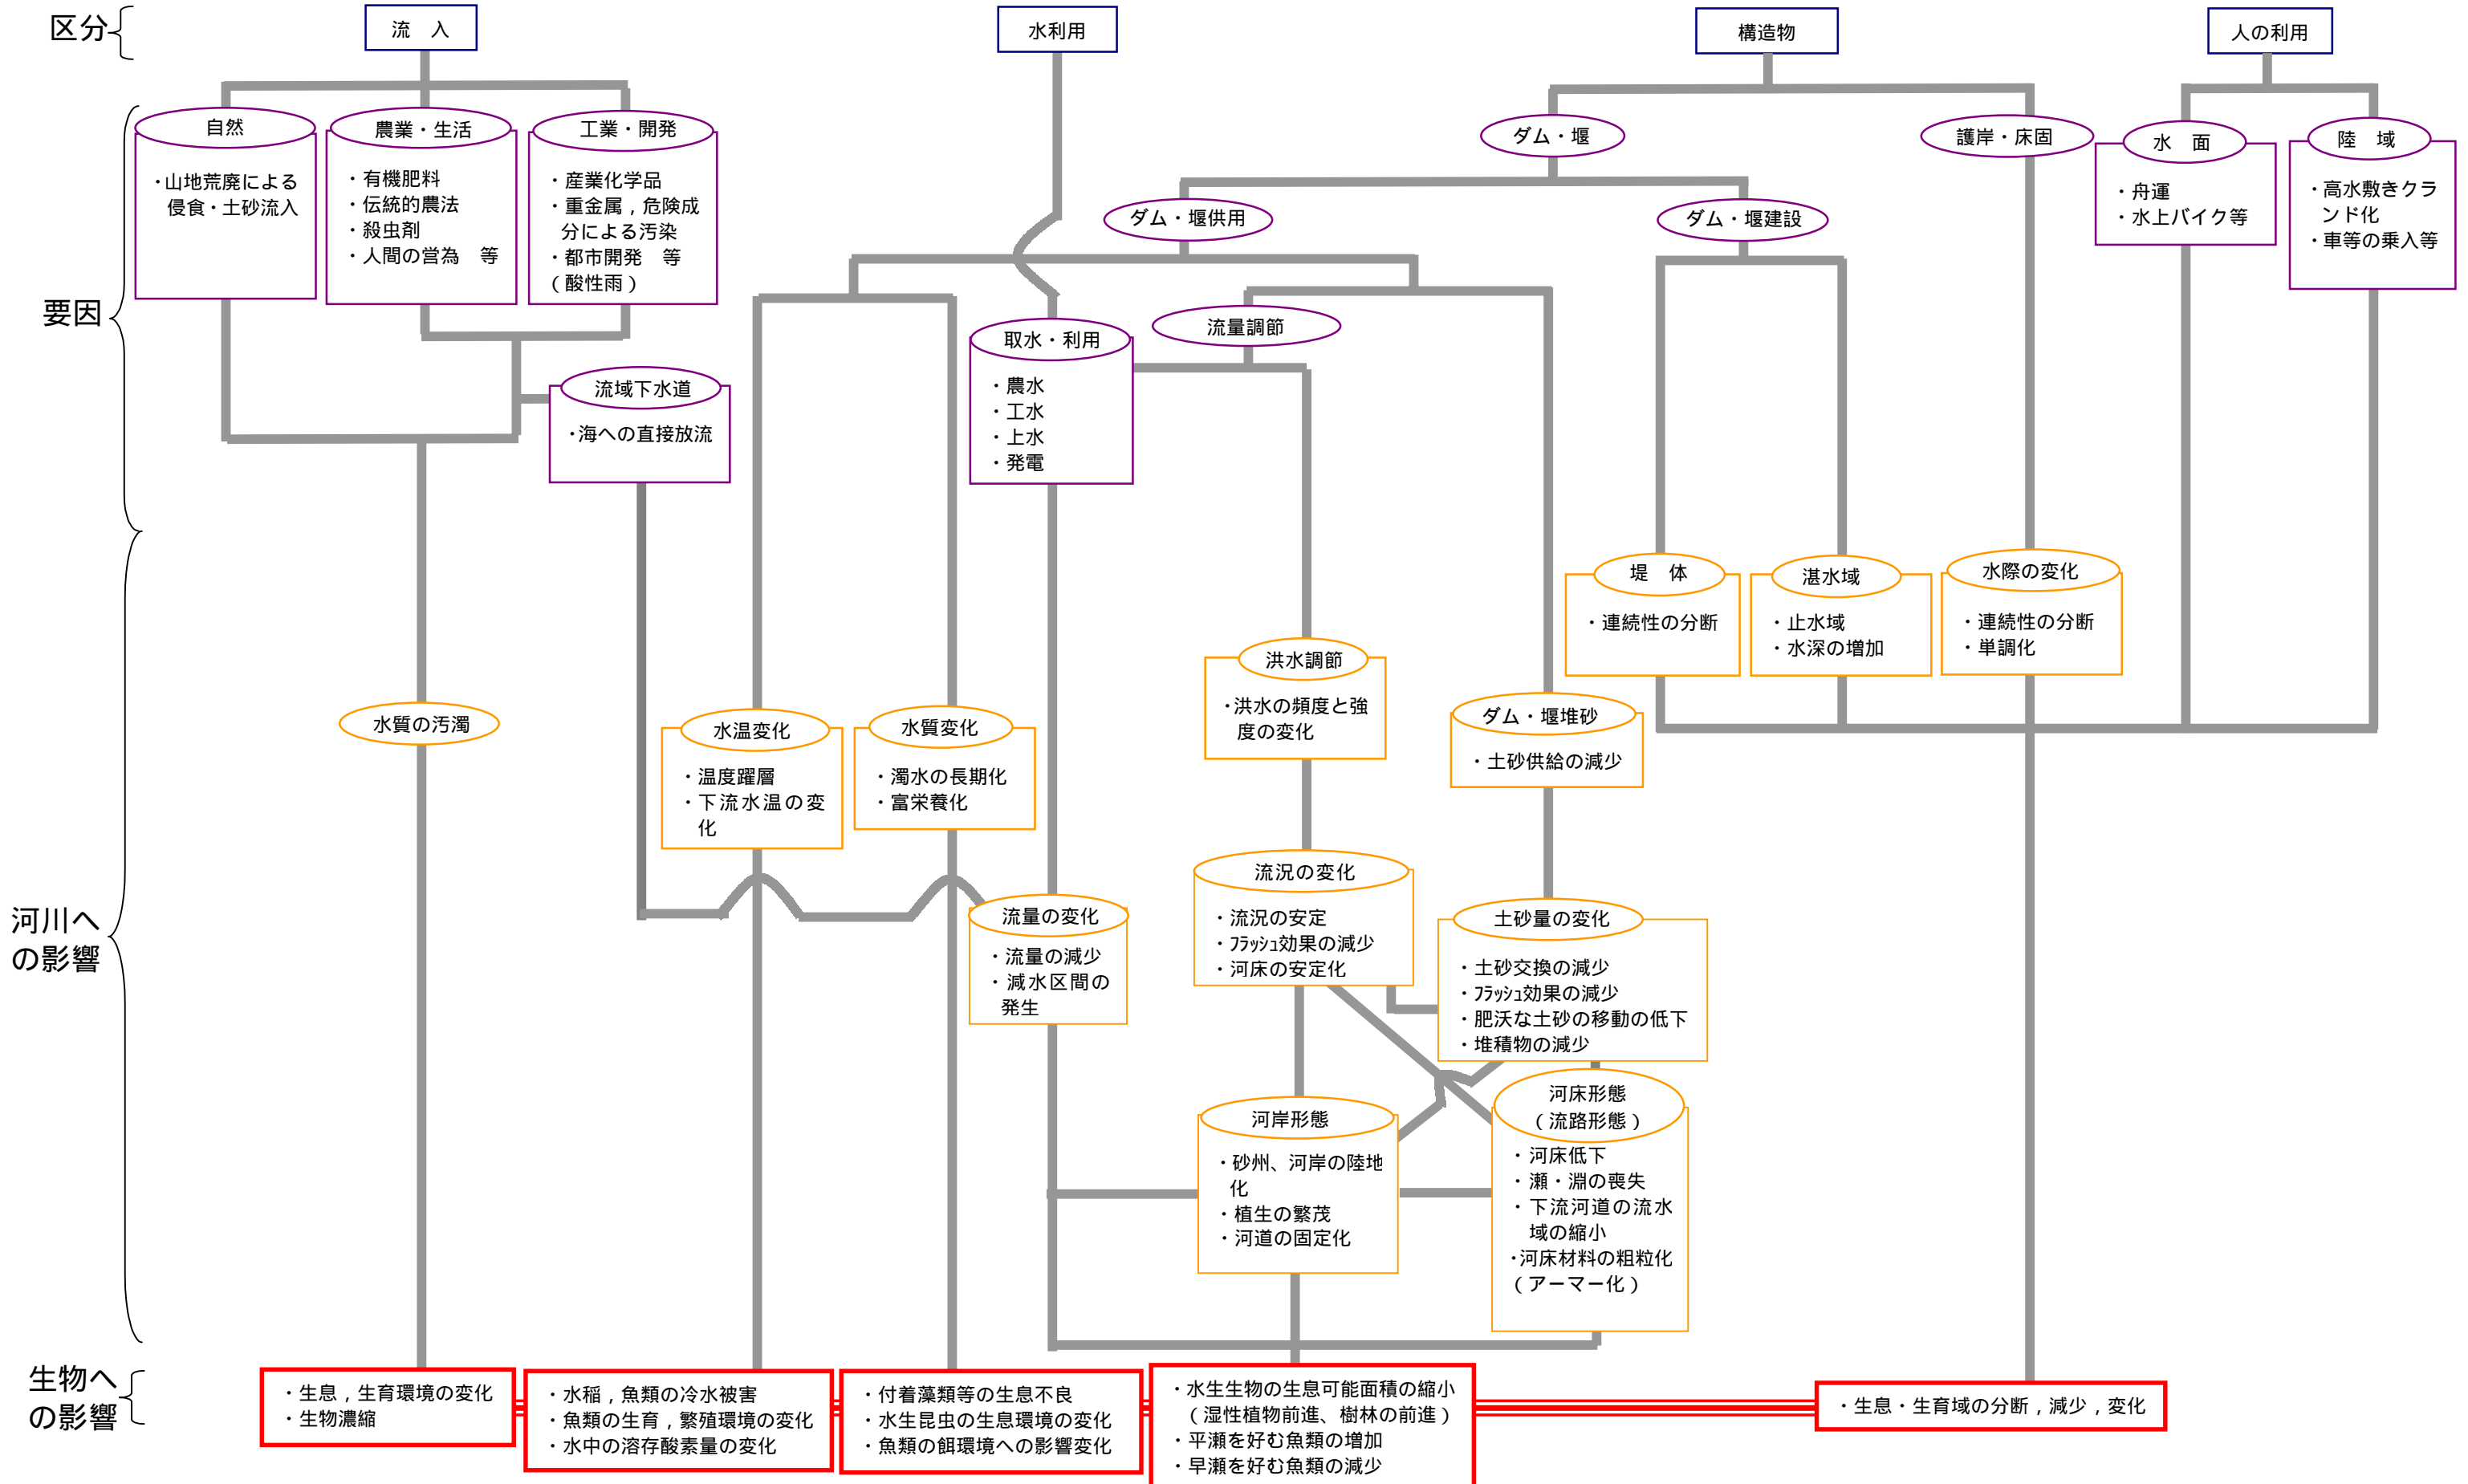 区分
流　入
水利用
構造物
人の利用
要因
自然
・山地荒廃による
侵食・土砂流入
農業・生活
・有機肥料
・伝統的農法
・殺虫剤
・人間の営為　等
工業・開発
・産業化学品
・重金属，危険成
分による汚染
・都市開発　等
（酸性雨）
流域下水道
・海への直接放流
取水・利用
・農水
・工水
・上水
・発電
ダム・堰
ダム・堰供用
ダム・堰建設
流量調節
護岸・床固
水　面
・舟運
・水上バイク等
陸　域
・高水敷きクラ
ンド化
・車等の乗入等
河川へ
の影響
水質の汚濁
水温変化
・温度躍層
・下流水温の変
化
水質変化
・濁水の長期化
・富栄養化
流量の変化
・流量の減少
・減水区間の
発生
洪水調節
・洪水の頻度と強
度の変化
流況の変化
・流況の安定
・ﾌﾗｯｼｭ効果の減少
・河床の安定化
ダム・堰堆砂
・土砂供給の減少
土砂量の変化
・土砂交換の減少
・ﾌﾗｯｼｭ効果の減少
・肥沃な土砂の移動の低下
・堆積物の減少
河岸形態
・砂州、河岸の陸地
化
・植生の繁茂
・河道の固定化
河床形態
（流路形態）
・河床低下
・瀬・淵の喪失
・下流河道の流水
域の縮小
・河床材料の粗粒化
（アーマー化）
堤　体
・連続性の分断
湛水域
・止水域
・水深の増加
水際の変化
・連続性の分断
・単調化
生物へ
の影響
・生息，生育環境の変化
・生物濃縮
・水稲，魚類の冷水被害
・魚類の生育，繁殖環境の変化
・水中の溶存酸素量の変化
・付着藻類等の生息不良
・水生昆虫の生息環境の変化
・魚類の餌環境への影響変化
・水生生物の生息可能面積の縮小
（湿性植物前進、樹林の前進）
・平瀬を好む魚類の増加
・早瀬を好む魚類の減少
・生息・生育域の分断，減少，変化